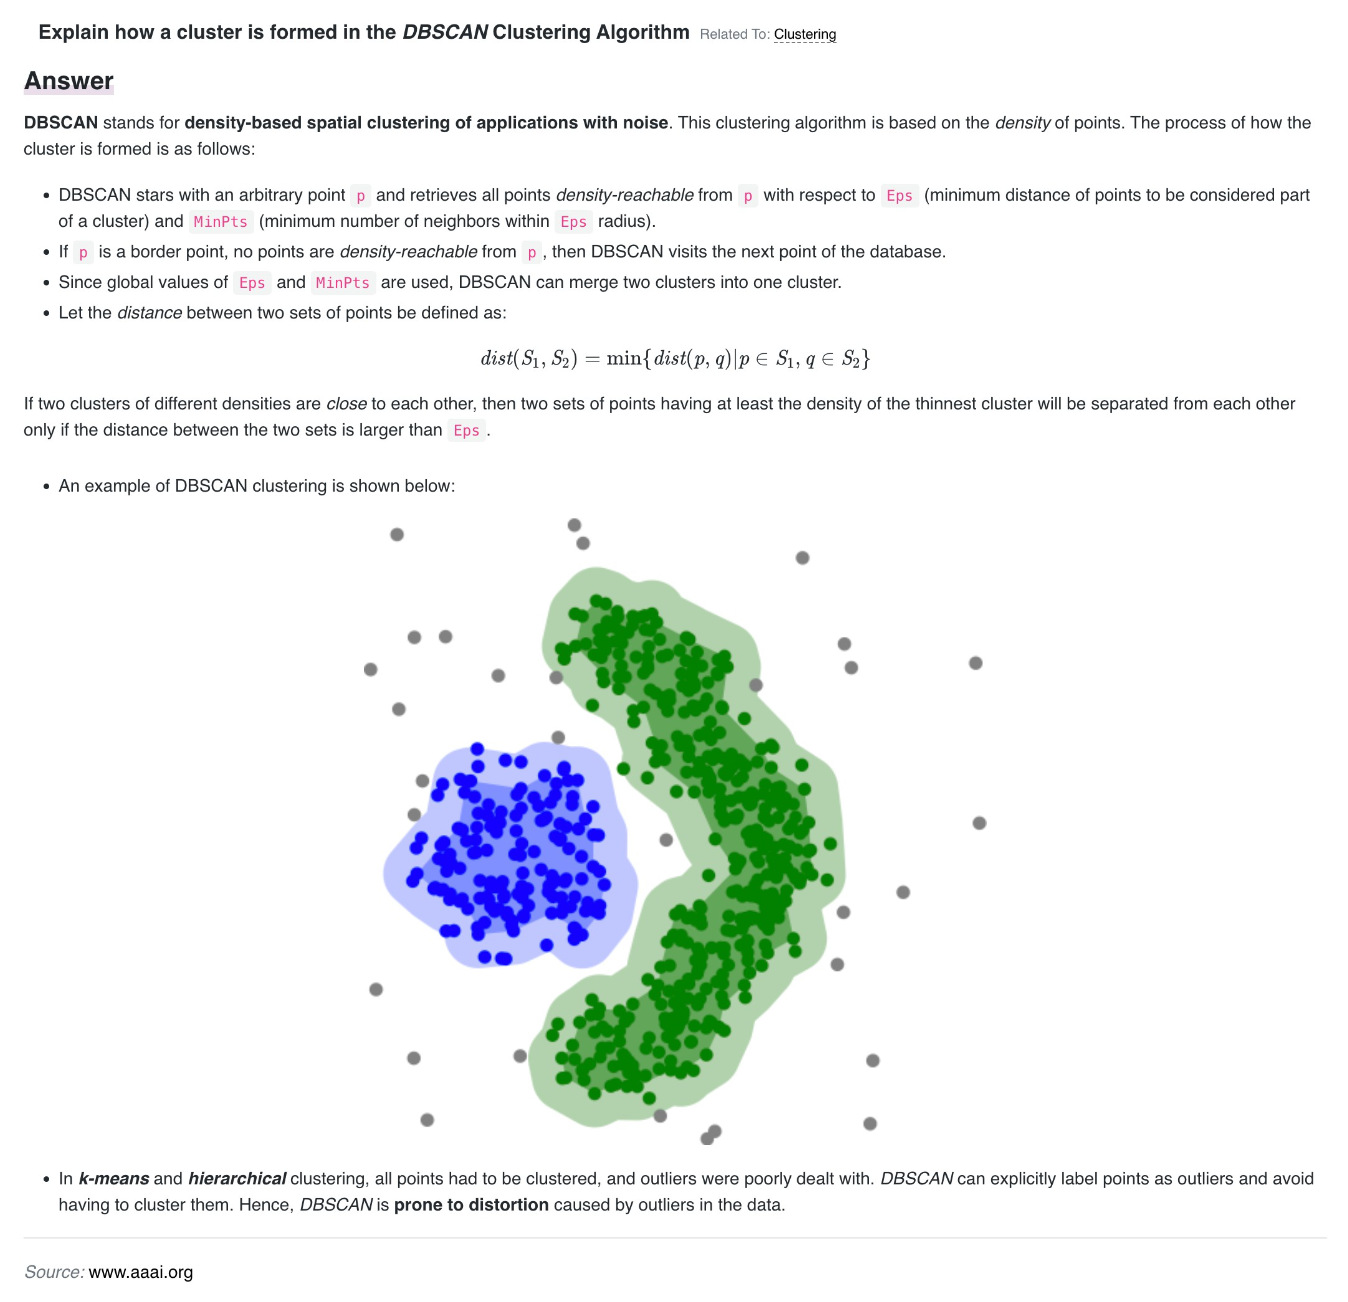 Explain how a cluster is formed in the DBSCAN Clustering Algorithm Related To: Clustering
Answer
DBSCAN stands for density-based spatial clustering of applications with noise. This clustering algorithm is based on the density of points. The process of how the
cluster is formed is as follows:
• DBSCAN stars with an arbitrary point p and retrieves all points density-reachable from p with respect to Eps (minimum distance of points to be considered part
of a cluster) and MinPts (minimum number of neighbors within Eps radius).
• If p is a border point, no points are density-reachable from p , then DBSCAN visits the next point of the database.
• Since global values of Eps and MinPts are used, DBSCAN can merge two clusters into one cluster.
• Let the distance between two sets of points be defined as:
dist(S₁, S₂) = min{dist(p, q)|p ∈ S₁, q ∈ S₂}
If two clusters of different densities are close to each other, then two sets of points having at least the density of the thinnest cluster will be separated from each other
only if the distance between the two sets is larger than Eps .
• An example of DBSCAN clustering is shown below:
• In k-means and hierarchical clustering, all points had to be clustered, and outliers were poorly dealt with. DBSCAN can explicitly label points as outliers and avoid
having to cluster them. Hence, DBSCAN is prone to distortion caused by outliers in the data.
Source: www.aaai.org